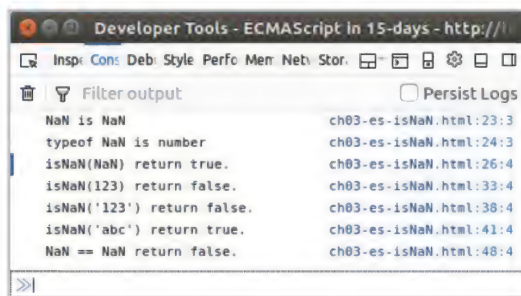 Developer Tools - ECMAScript in 15-days - http://
Inspe Cons Deb Style Perfo Mem Netv Stor.
Filter output Persist Logs
NaN is NaN ch03-es-isNaN.html:23:3
typeof NaN is number ch03-es-isNaN.html:24:3
isNaN(NaN) return true. ch03-es-isNaN.html:26:4
isNaN(123) return false. ch03-es-isNaN.html:33:4
isNaN('123') return false. ch03-es-isNaN.html:38:4
isNaN('abc') return true. ch03-es-isNaN.html:41:4
NaN == NaN return false. ch03-es-isNaN.html:48:4